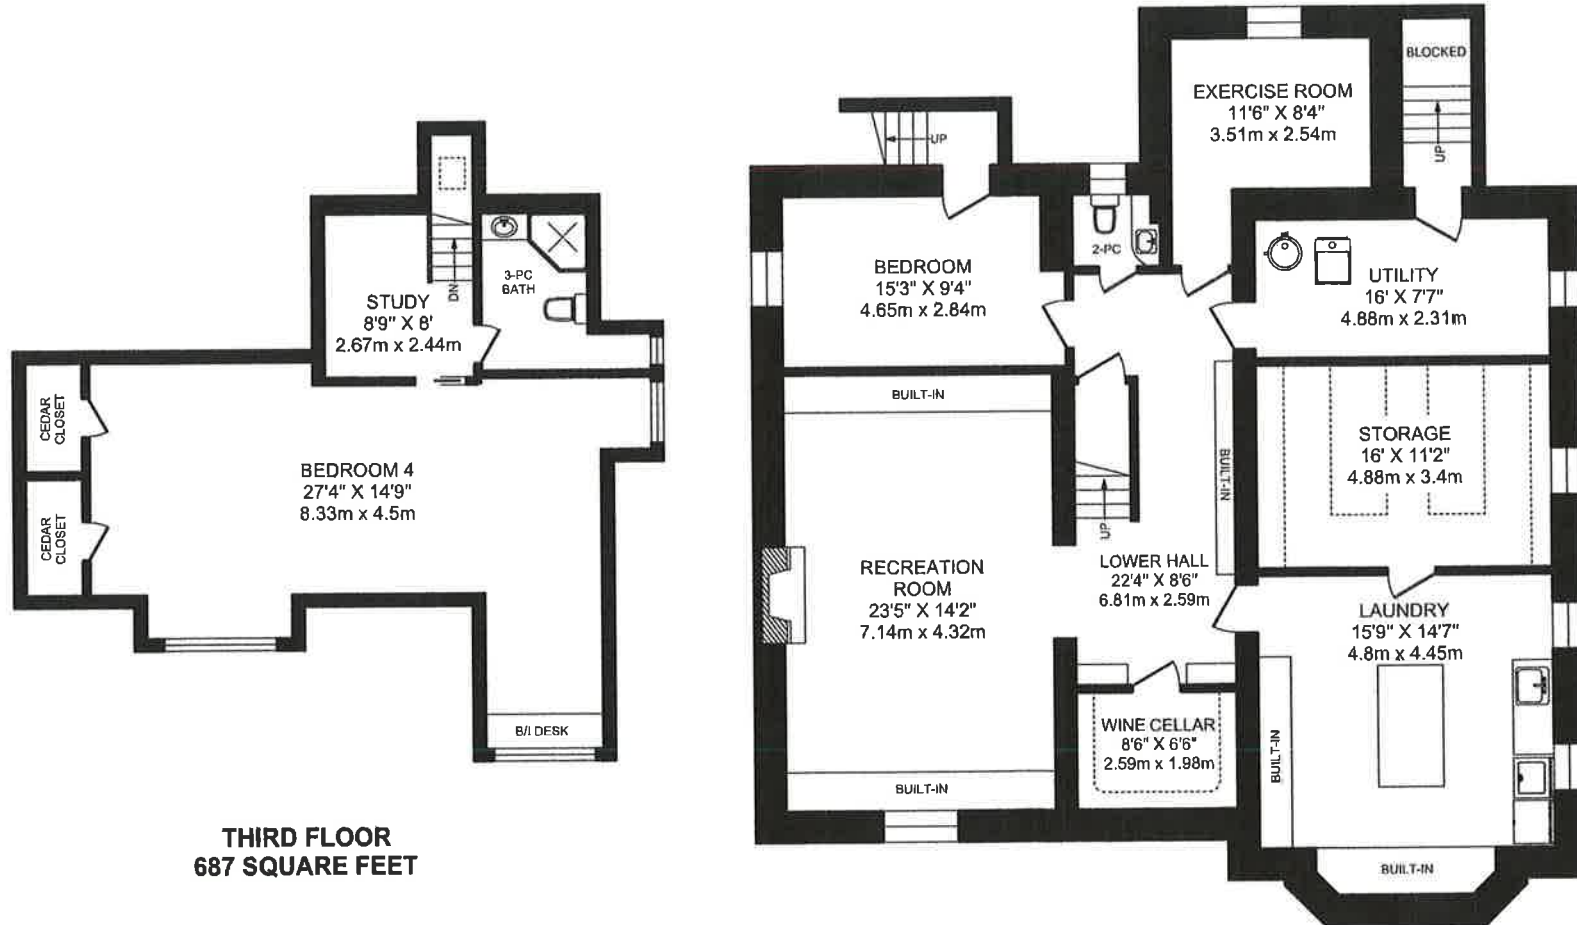 3-PC
BATH
DN
STUDY
8'9" X 8'
2.67m x 2.44m
CEDAR
CLOSET
CEDAR
CLOSET
BEDROOM 4
27'4" X 14'9"
8.33m x 4.5m
B/I DESK
THIRD FLOOR
687 SQUARE FEET
UP
BLOCKED
UP
EXERCISE ROOM
11'6" X 8'4"
3.51m x 2.54m
2-PC
BEDROOM
15'3" X 9'4"
4.65m x 2.84m
UTILITY
16' X 7'7"
4.88m x 2.31m
BUILT-IN
BUILT-IN
STORAGE
16' X 11'2"
4.88m x 3.4m
UP
RECREATION
ROOM
23'5" X 14'2"
7.14m x 4.32m
LOWER HALL
22'4" X 8'6"
6.81m x 2.59m
LAUNDRY
15'9" X 14'7"
4.8m x 4.45m
WINE CELLAR
8'6" X 6'6"
2.59m x 1.98m
BUILT-IN
BUILT-IN
BUILT-IN